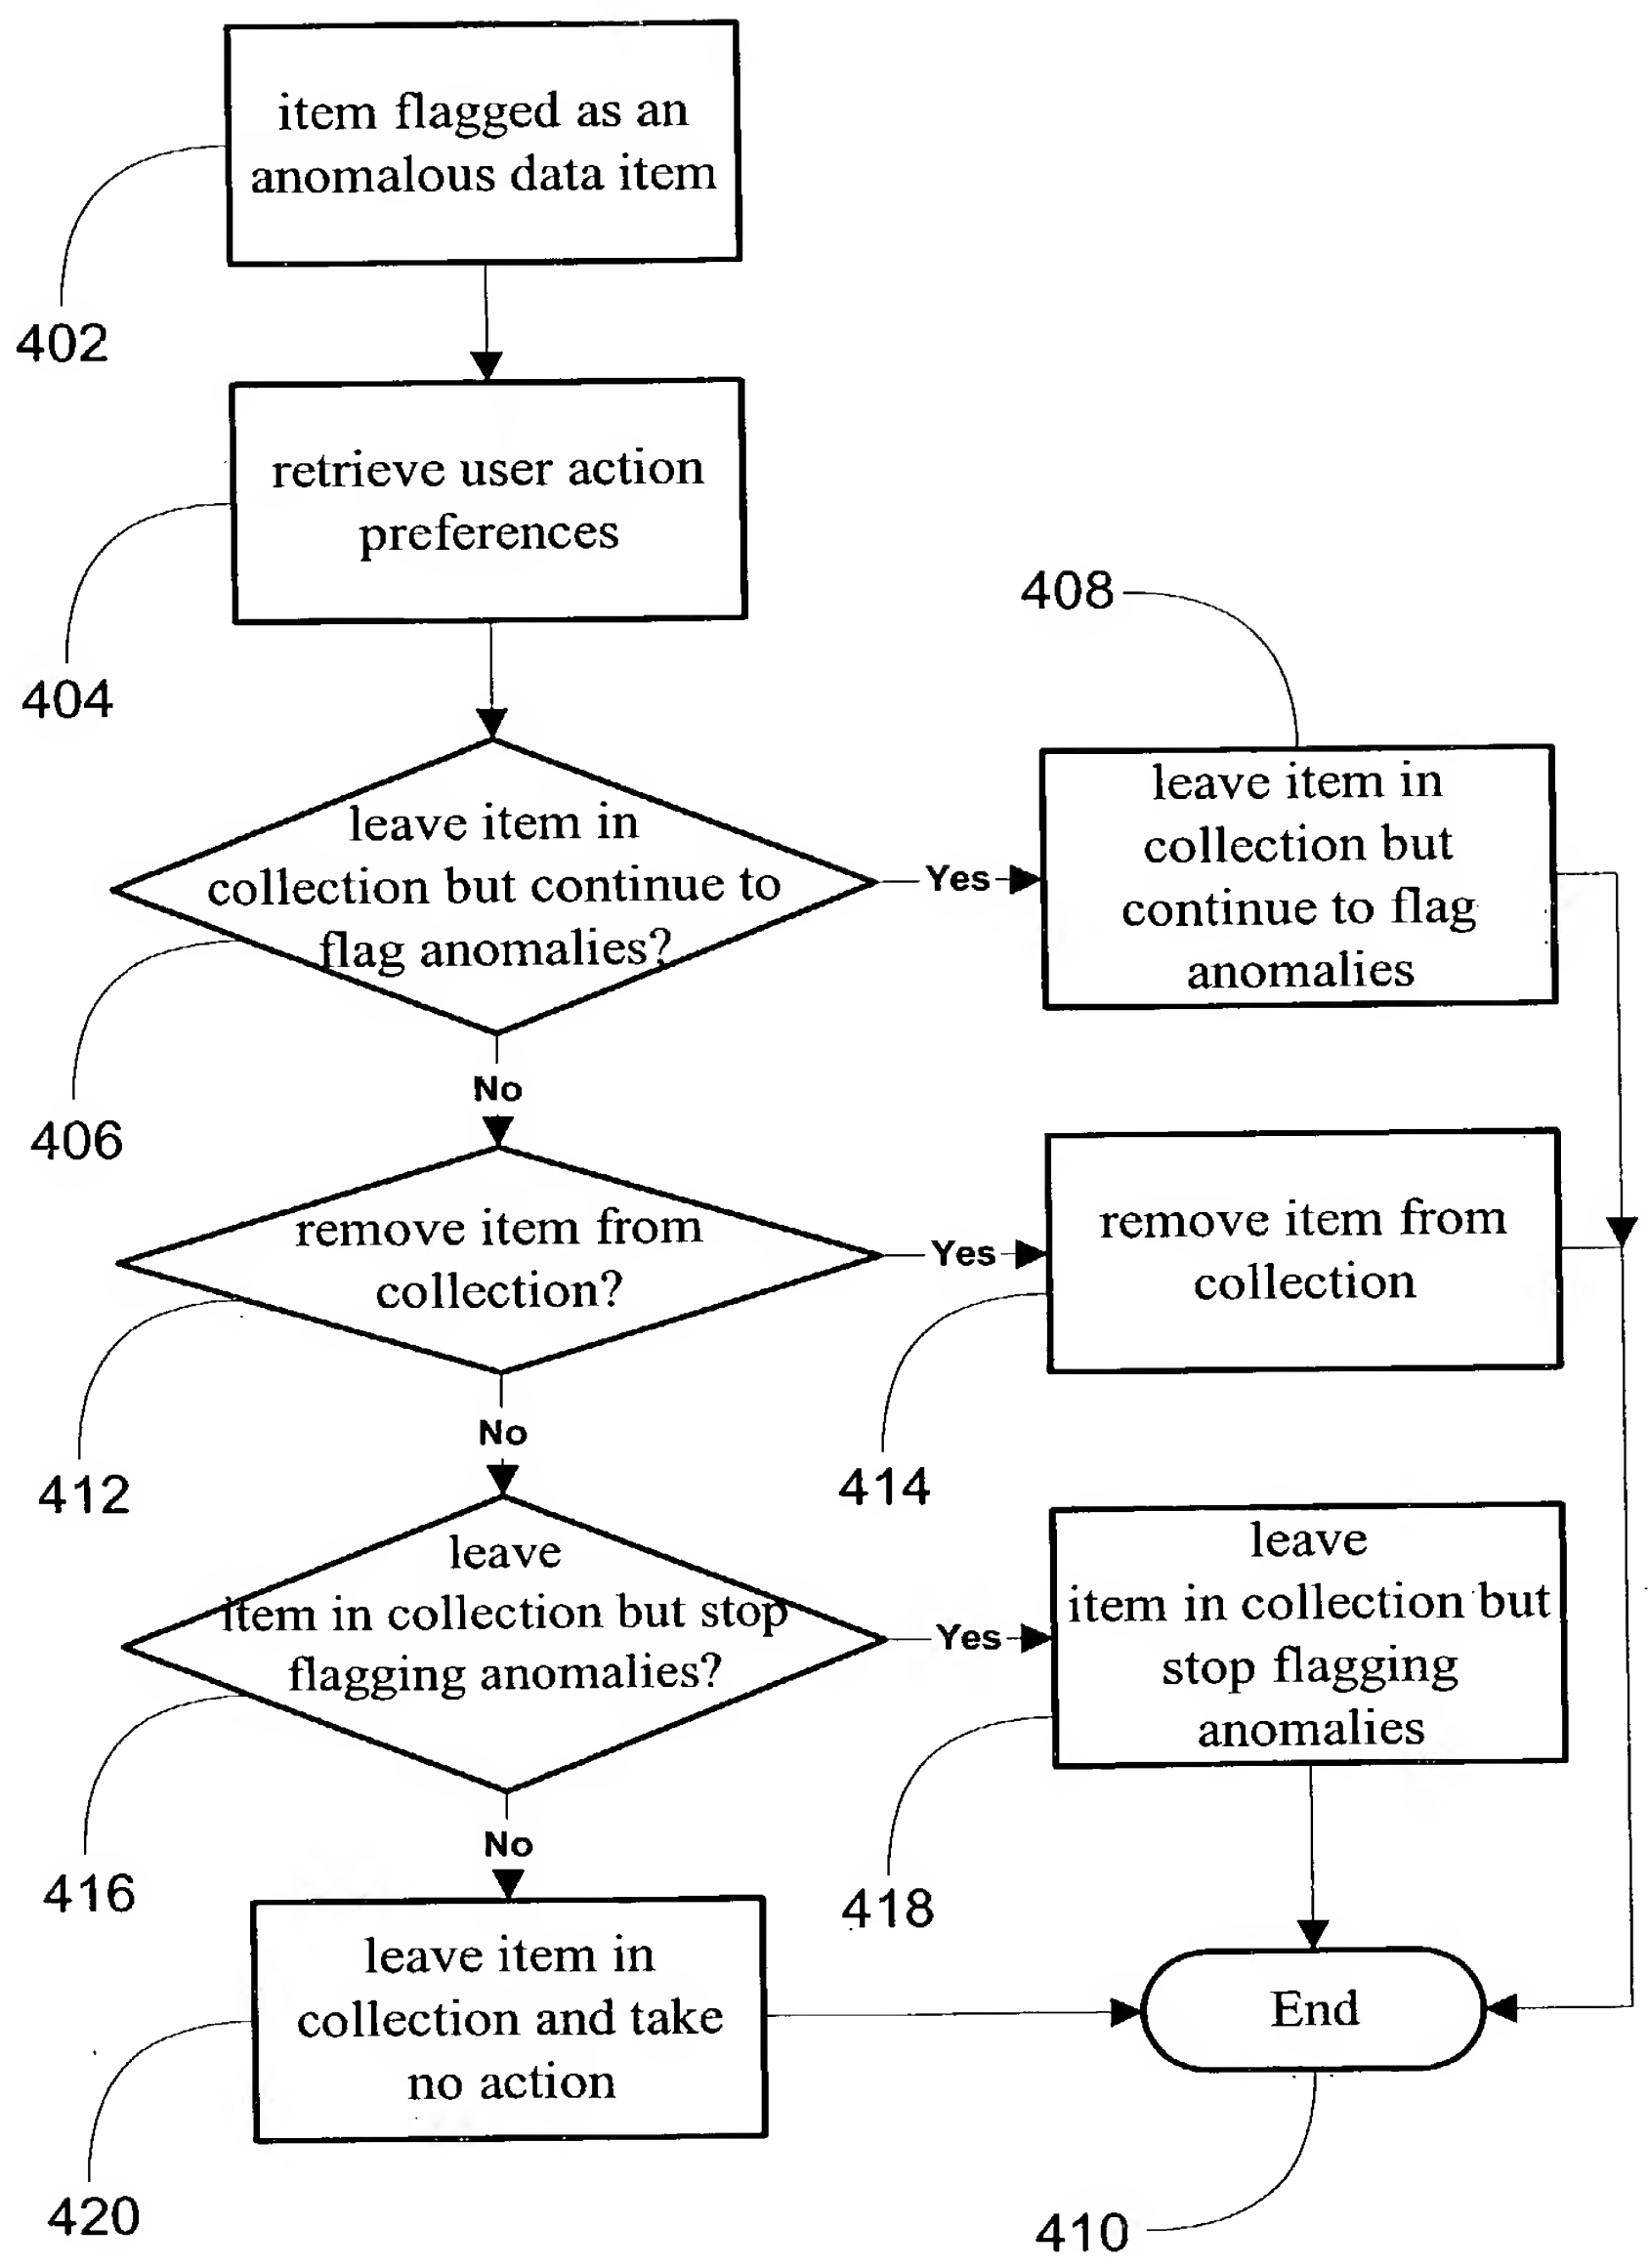 item flagged as an
anomalous data item
402
retrieve user action
preferences
404
408
leave item in
collection but continue to
flag anomalies?
Yes
leave item in
collection but
continue to flag
anomalies
No
406
remove item from
collection?
Yes
remove item from
collection
No
412
414
leave
item in collection but stop
flagging anomalies?
Yes
leave
item in collection but
stop flagging
anomalies
No
416
418
leave item in
collection and take
no action
End
420
410